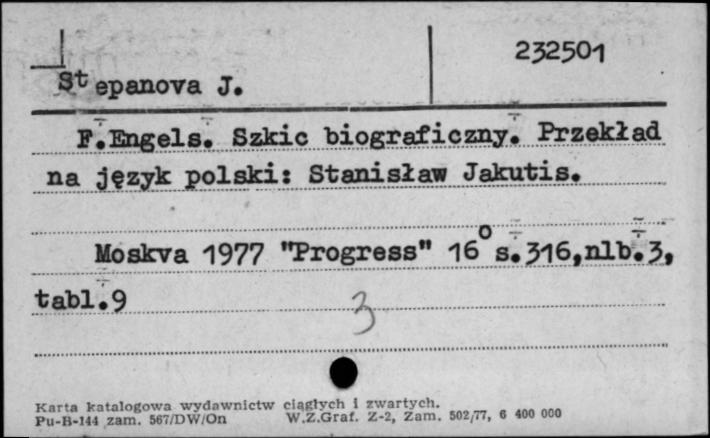 232501
Stepanova J.
F.Engels. Szkic biograficzny. Przekład
na język polski: Stanisław Jakutis.
Moskva 1977 "Progress" 16° s.316,nlb.3,
tabl.9
3
Karta katalogowa wydawnictw ciągłych i zwartych.
Pu-B-144 zam. 567/DW/On W.Z.Graf. Z-2, Zam. 502/77, 6 400 000